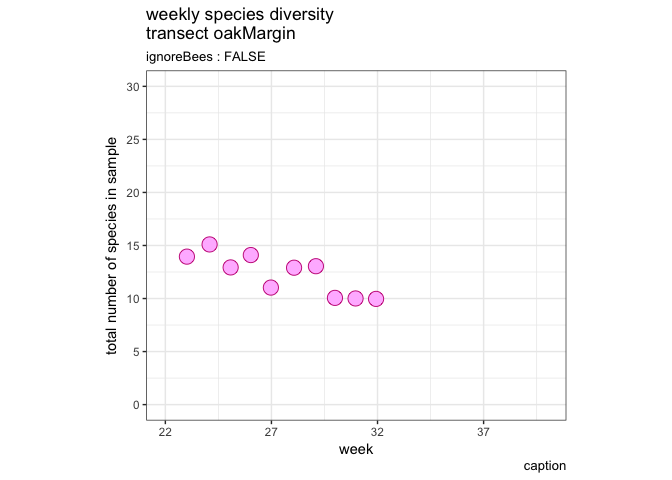 weekly species diversity
transect oakMargin
ignoreBees : FALSE
30
25
20
15
10
5
0
total number of species in sample
22 27 32 37
week
caption